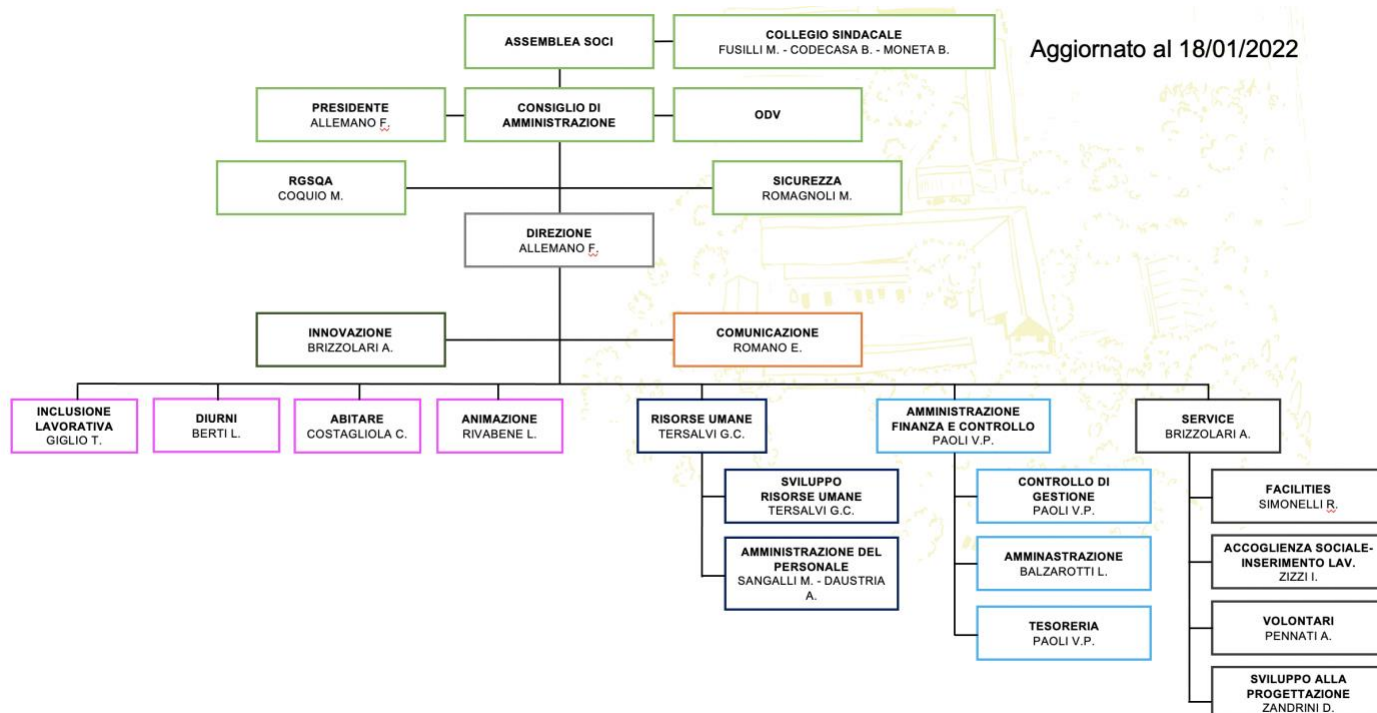 ASSEMBLEA SOCI
COLLEGIO SINDACALE
FUSILLI M. - CODECASA B. - MONETA B.
Aggiornato al 18/01/2022
PRESIDENTE
ALLEMANO F.
CONSIGLIO DI
AMMINISTRAZIONE
ODV
RGSQA
COQUIO M.
SICUREZZA
ROMAGNOLI M.
DIREZIONE
ALLEMANO F.
INNOVAZIONE
BRIZZOLARI A.
COMUNICAZIONE
ROMANO E.
INCLUSIONE
LAVORATIVA
GIGLIO T.
DIURNI
BERTI L.
ABITARE
COSTAGLIOLA C.
ANIMAZIONE
RIVABENE L.
RISORSE UMANE
TERSALVI G.C.
AMMINISTRAZIONE
FINANZA E CONTROLLO
PAOLI V.P.
SERVICE
BRIZZOLARI A.
SVILUPPO
RISORSE UMANE
TERSALVI G.C.
AMMINISTRAZIONE DEL
PERSONALE
SANGALLI M. - DAUSTRIA
A.
CONTROLLO DI
GESTIONE
PAOLI V.P.
AMMINASTRAZIONE
BALZAROTTI L.
TESORERIA
PAOLI V.P.
FACILITIES
SIMONELLI R.
ACCOGLIENZA SOCIALE-
INSERIMENTO LAV.
ZIZZI I.
VOLONTARI
PENNATI A.
SVILUPPO ALLA
PROGETTAZIONE
ZANDRINI D.